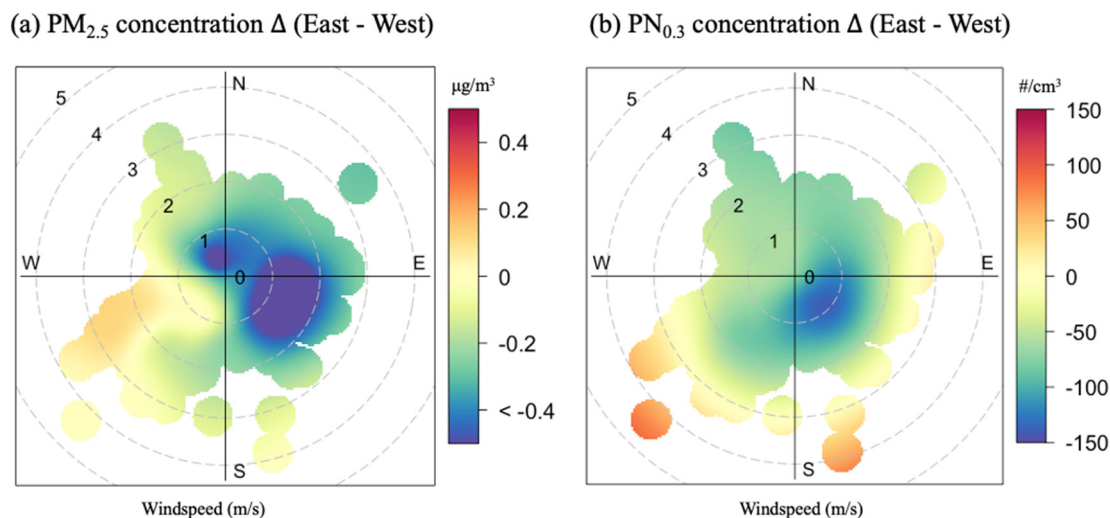 (a) PM2.5 concentration Δ (East - West)
(b) PN0.3 concentration Δ (East - West)
N
5
4
3
2
1
0
W
E
S
µg/m³
0.4
0.2
0
-0.2
< -0.4
Windspeed (m/s)
N
5
4
3
2
1
0
W
E
S
#/cm³
150
100
50
0
-50
-100
-150
Windspeed (m/s)